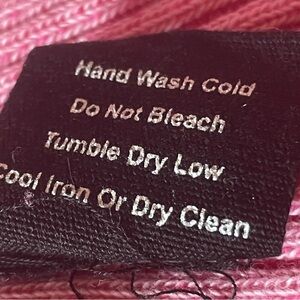 Hand Wash Cold
Do Not Bleach
Tumble Dry Low
Cool Iron Or Dry Clean